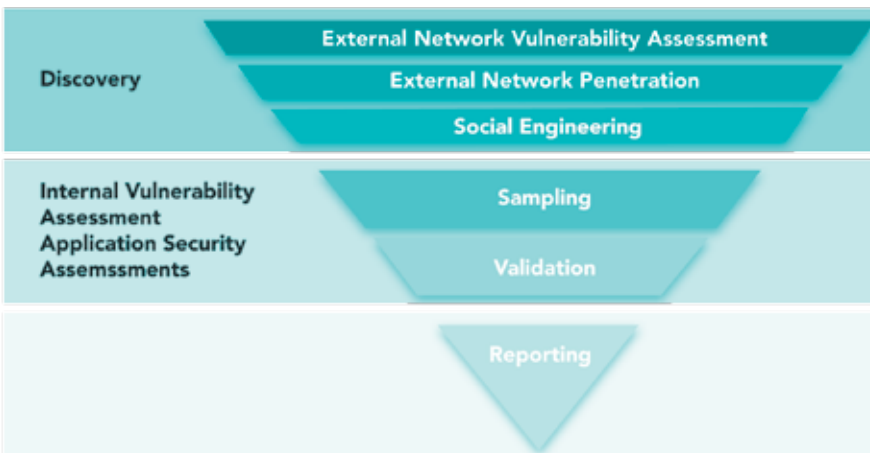 External Network Vulnerability Assessment
Discovery
External Network Penetration
Social Engineering
Internal Vulnerability
Assessment
Application Security
Assemssments
Sampling
Validation
Reporting